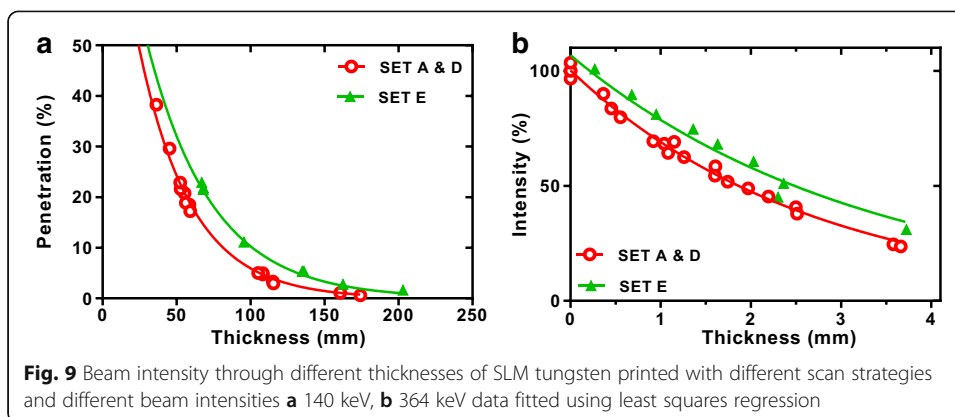 a
50
40
30
20
10
0
Penetration (%)
SET A & D
SET E
0 50 100 150 200 250
Thickness (mm)
b
100
50
0
Intensity (%)
SET A & D
SET E
0 1 2 3 4
Thickness (mm)
Fig. 9 Beam intensity through different thicknesses of SLM tungsten printed with different scan strategies
and different beam intensities a 140 keV, b 364 keV data fitted using least squares regression